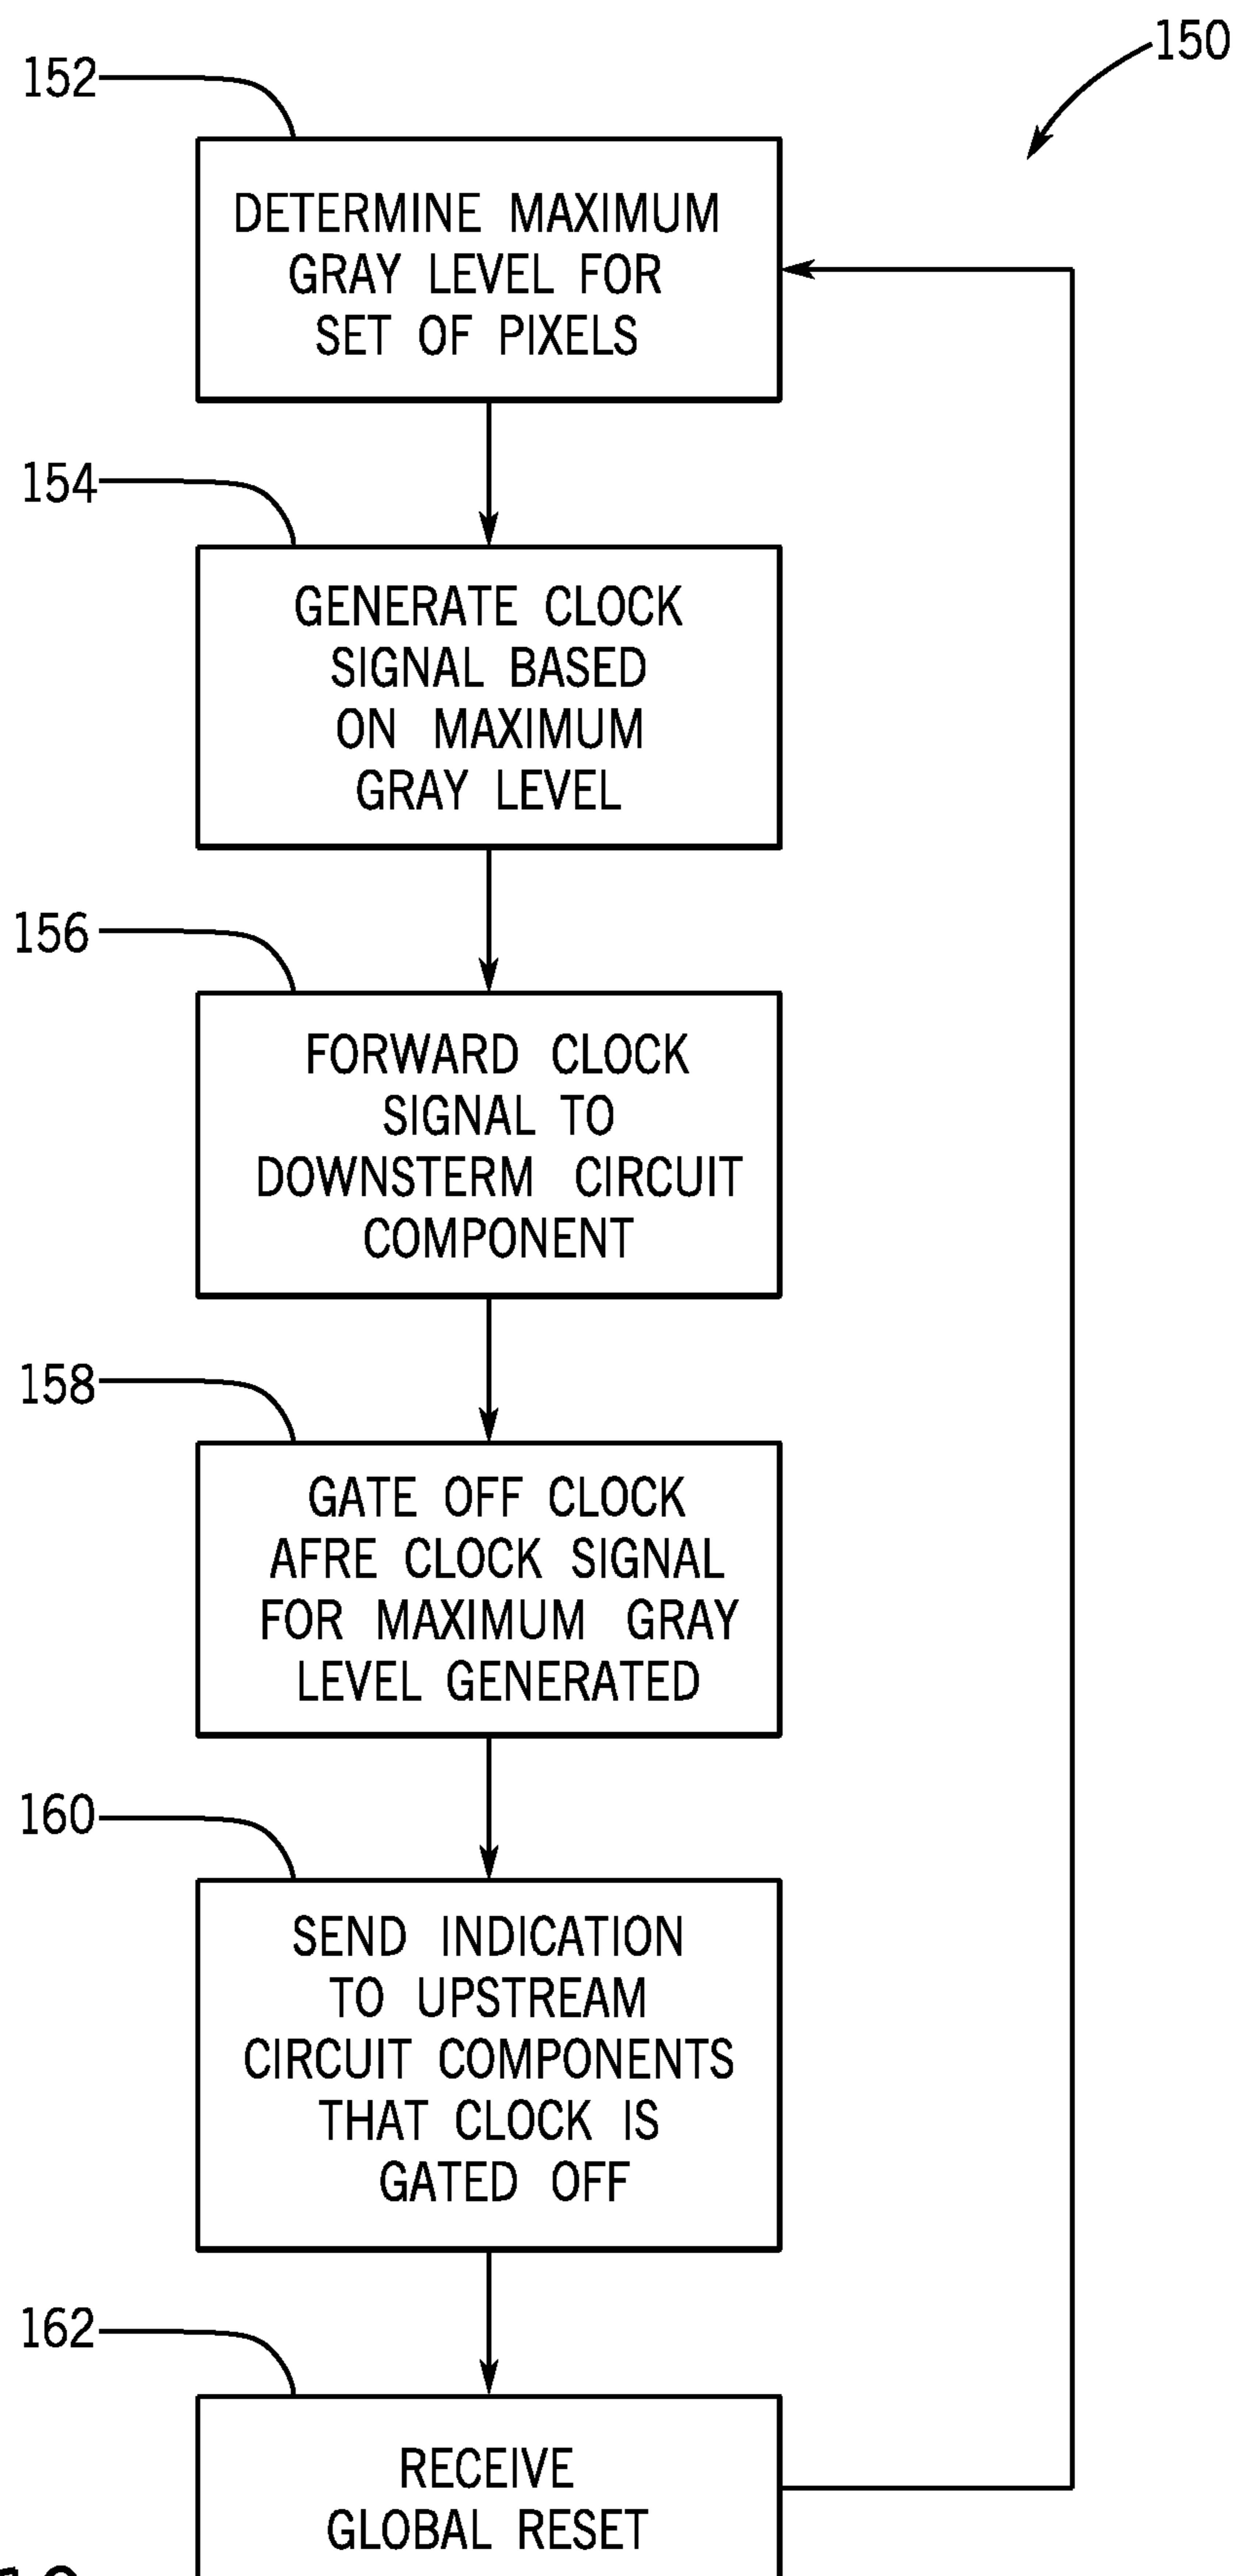 150
152
DETERMINE MAXIMUM
GRAY LEVEL FOR
SET OF PIXELS
154
GENERATE CLOCK
SIGNAL BASED
ON MAXIMUM
GRAY LEVEL
156
FORWARD CLOCK
SIGNAL TO
DOWNSTERM CIRCUIT
COMPONENT
158
GATE OFF CLOCK
AFRE CLOCK SIGNAL
FOR MAXIMUM GRAY
LEVEL GENERATED
160
SEND INDICATION
TO UPSTREAM
CIRCUIT COMPONENTS
THAT CLOCK IS
GATED OFF
162
RECEIVE
GLOBAL RESET